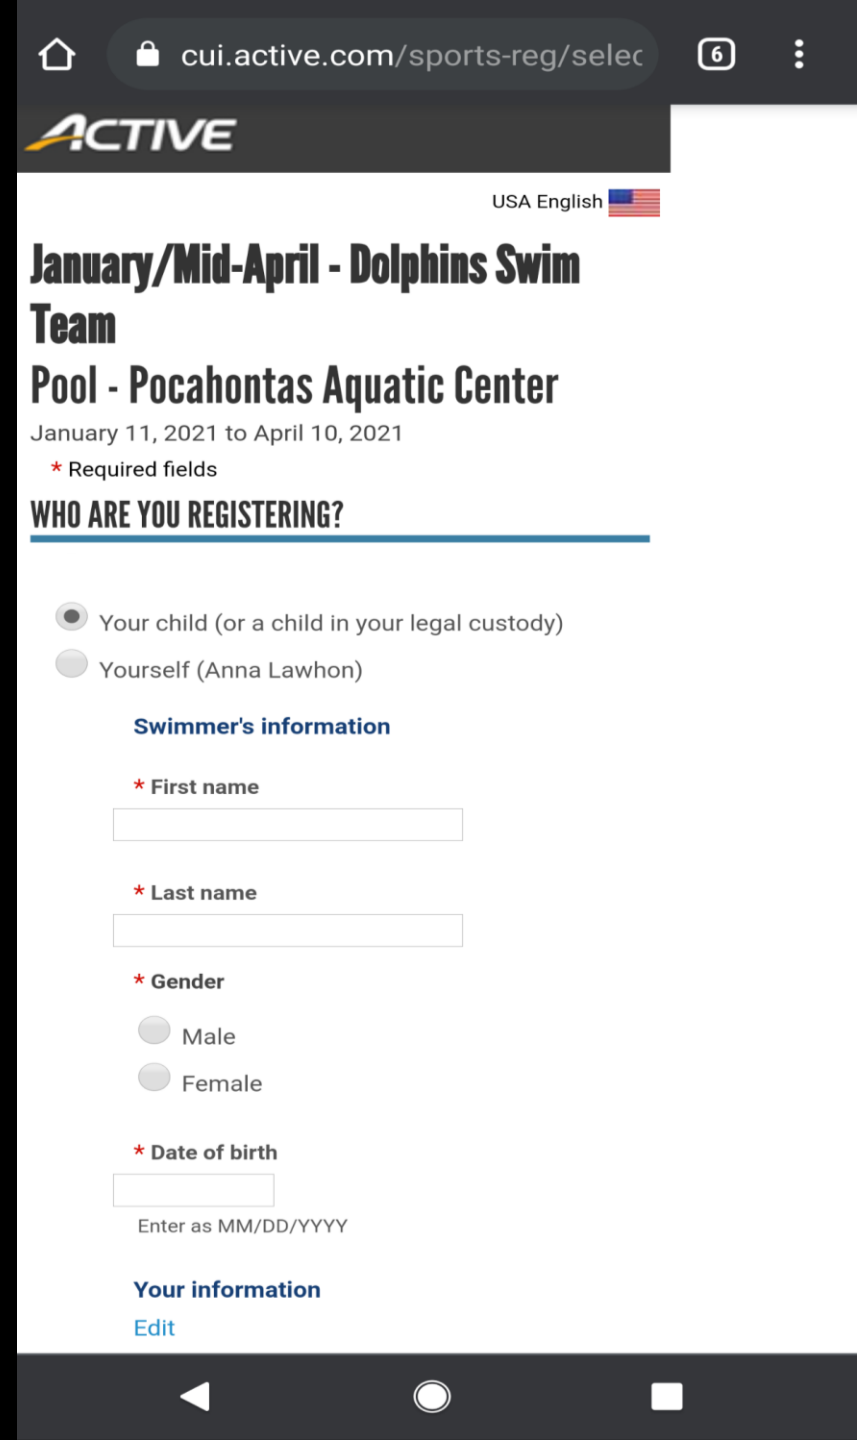 cui.active.com/sports-reg/selec
6
ACTIVE
USA English
January/Mid-April - Dolphins Swim
Team
Pool - Pocahontas Aquatic Center
January 11, 2021 to April 10, 2021
* Required fields
WHO ARE YOU REGISTERING?
Your child (or a child in your legal custody)
Yourself (Anna Lawhon)
Swimmer's information
* First name
* Last name
* Gender
Male
Female
* Date of birth
Enter as MM/DD/YYYY
Your information
Edit